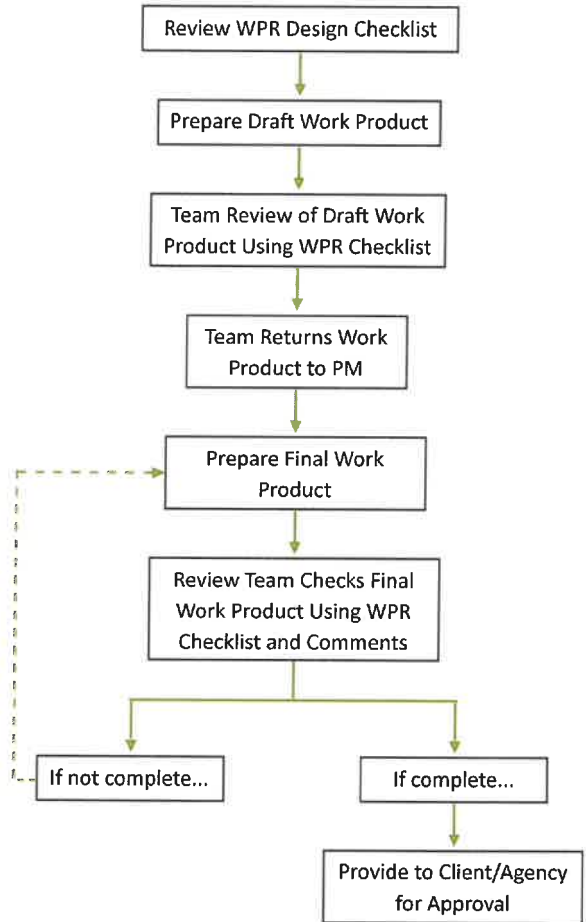 Review WPR Design Checklist
Prepare Draft Work Product
Team Review of Draft Work
Product Using WPR Checklist
Team Returns Work
Product to PM
Prepare Final Work
Product
Review Team Checks Final
Work Product Using WPR
Checklist and Comments
If not complete...
If complete...
Provide to Client/Agency
for Approval